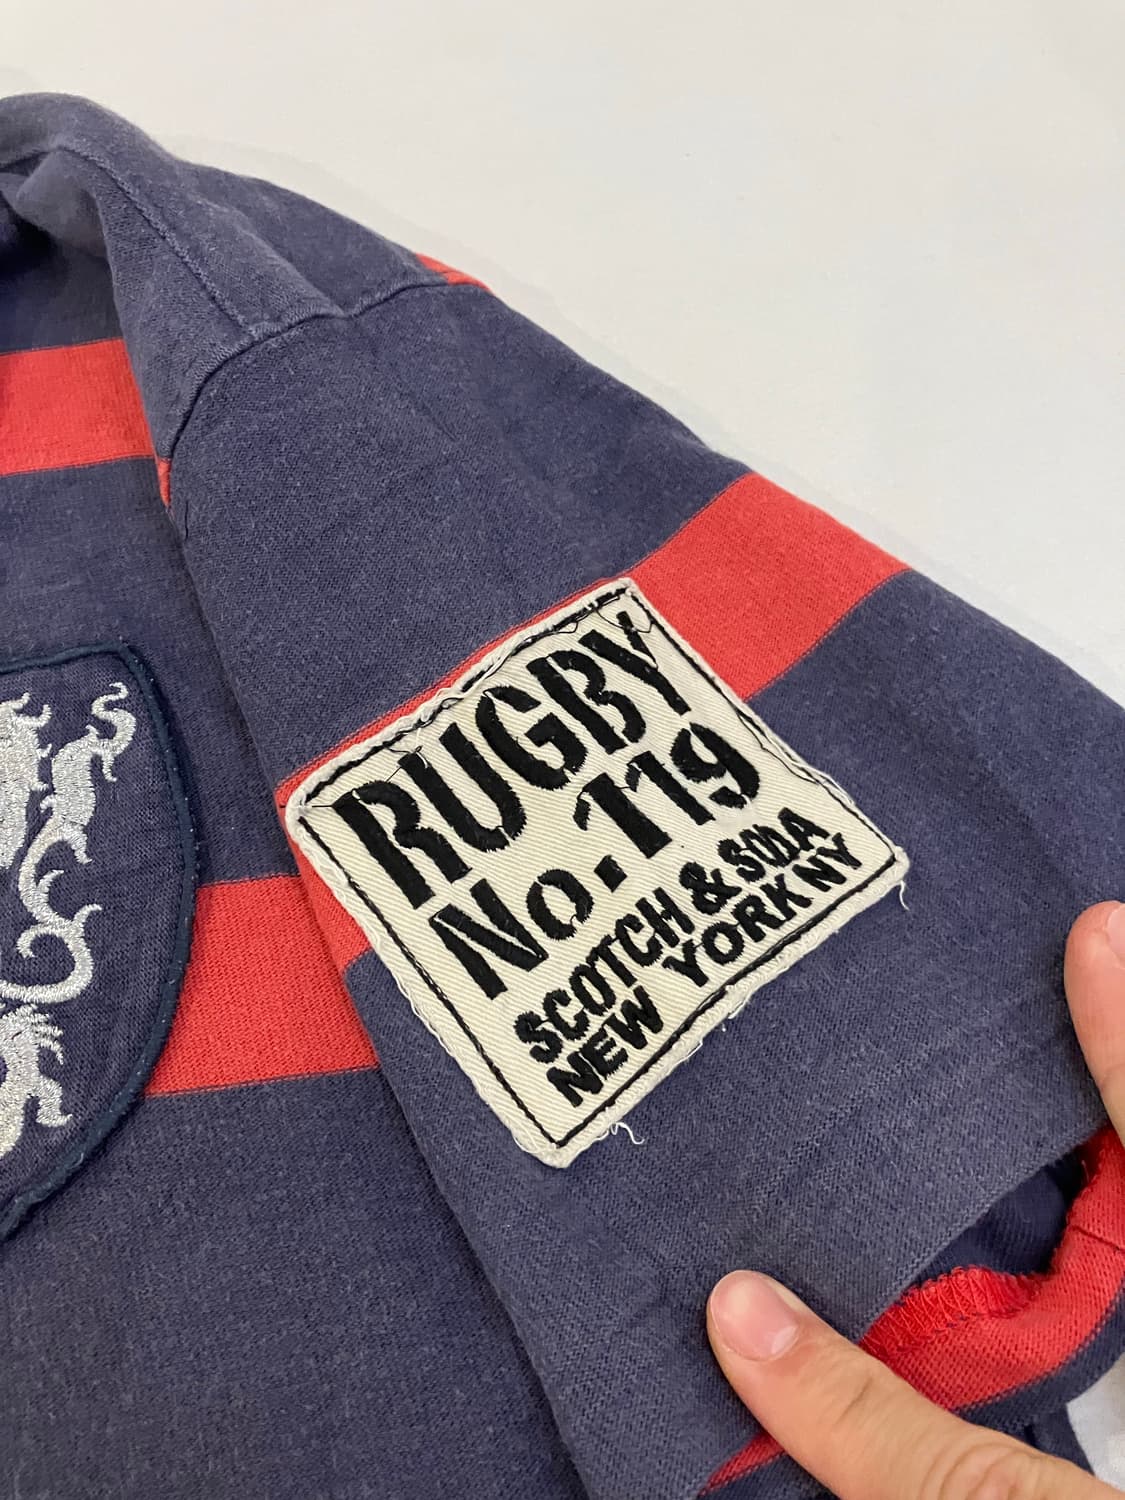 RUGBY
No. 119
SCOTCH & SODA
NEW YORK NY